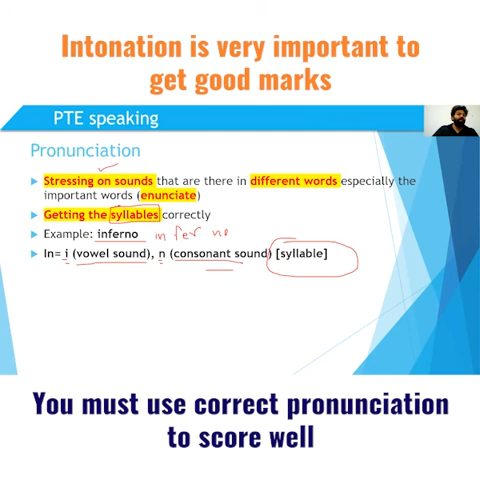 Intonation is very important to
get good marks
PTE speaking
Pronunciation
Stressing on sounds that are there in different words especially the
important words (enunciate)
Getting the syllables correctly
Example: inferno in fer no
In= i (vowel sound), n (consonant sound) [syllable]
You must use correct pronunciation
to score well